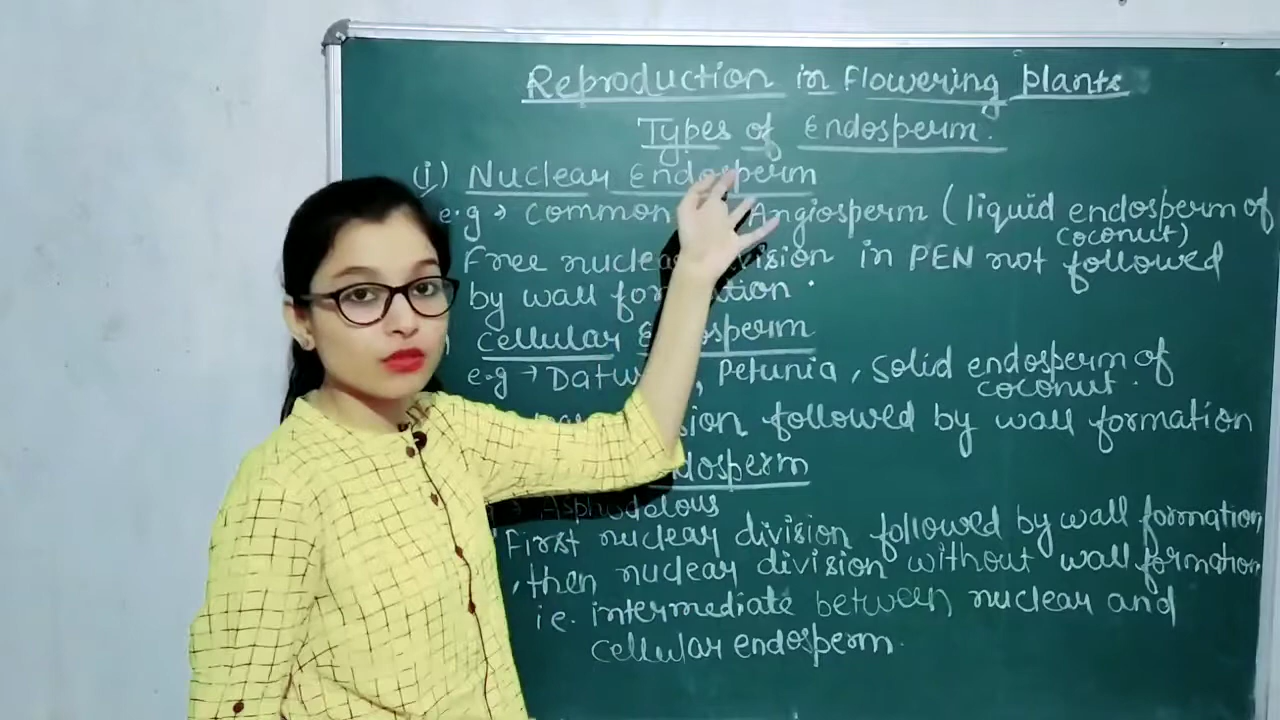 Reproduction in Flowering plants
Types of Endosperm.
(i) Nuclear Endosperm
e.g → Common Angiosperm (liquid endosperm of
coconut)
Free nuclear division in PEN not followed
by wall formation.
Cellular Endosperm
e.g → Datura, Petunia, Solid endosperm of
coconut.
followed by wall formation
Endosperm
Asphodelous
First nuclear division followed by wall formation
, then nuclear division without wall formation
ie. intermediate between nuclear and
cellular endosperm.